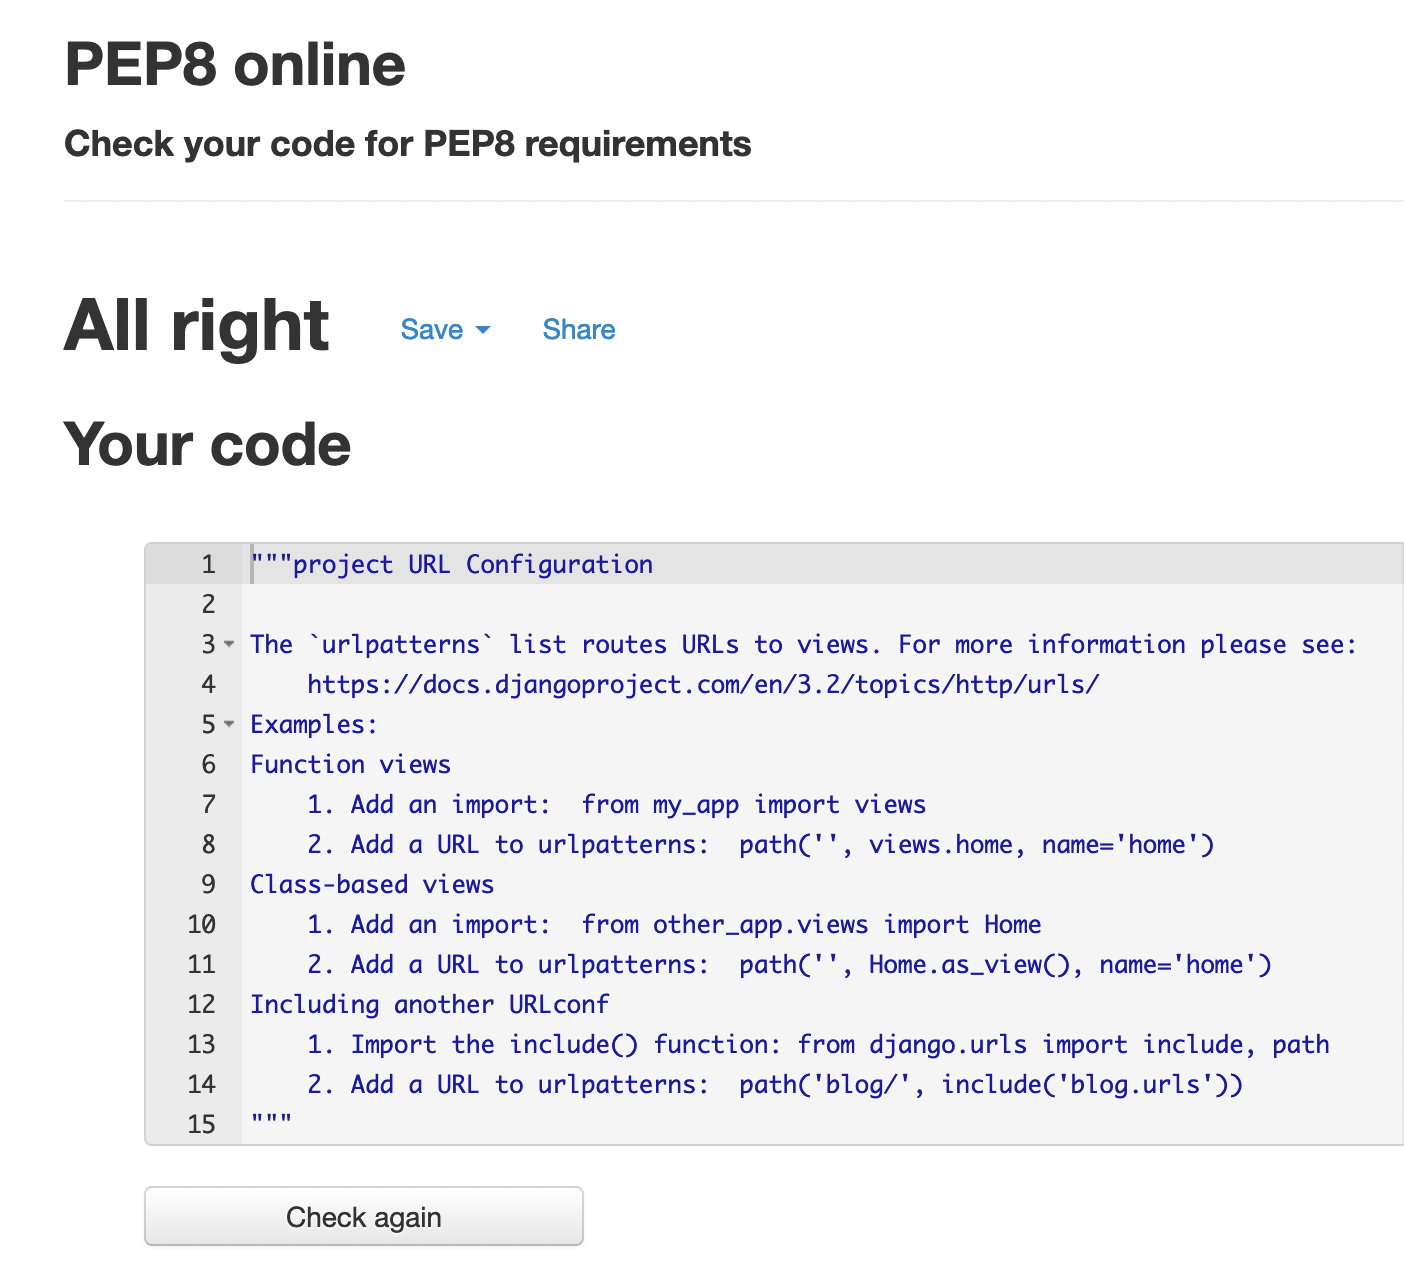 PEP8 online
Check your code for PEP8 requirements
All right Save Share
Your code
1 """project URL Configuration
2
3 The `urlpatterns` list routes URLs to views. For more information please see:
4     https://docs.djangoproject.com/en/3.2/topics/http/urls/
5 Examples:
6 Function views
7     1. Add an import:  from my_app import views
8     2. Add a URL to urlpatterns:  path('', views.home, name='home')
9 Class-based views
10     1. Add an import:  from other_app.views import Home
11     2. Add a URL to urlpatterns:  path('', Home.as_view(), name='home')
12 Including another URLconf
13     1. Import the include() function: from django.urls import include, path
14     2. Add a URL to urlpatterns:  path('blog/', include('blog.urls'))
15 """
Check again